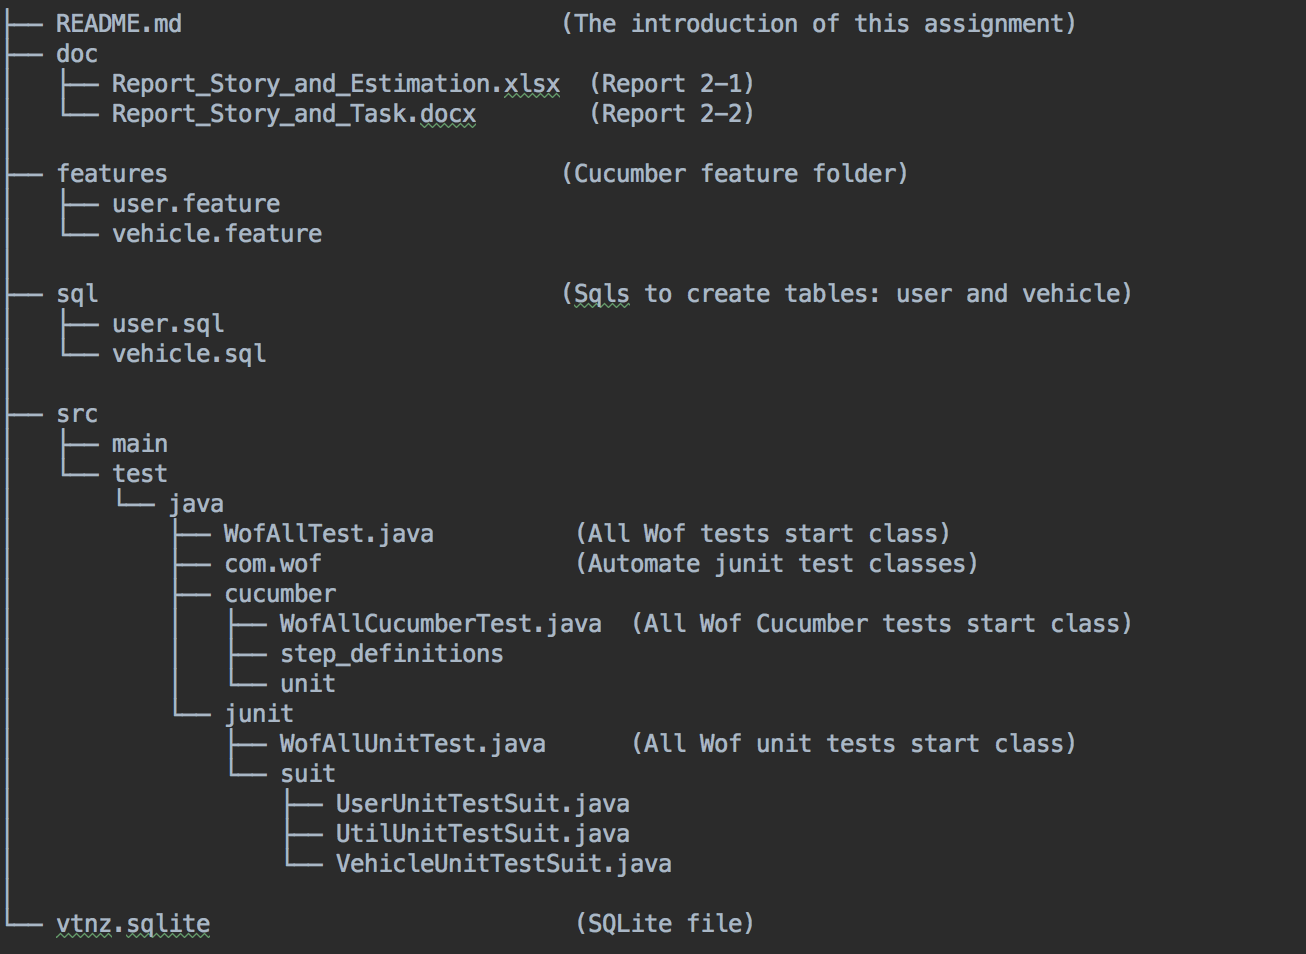 ├── README.md                           (The introduction of this assignment)
├── doc
│   ├── Report_Story_and_Estimation.xlsx  (Report 2-1)
│   └── Report_Story_and_Task.docx        (Report 2-2)
│
├── features                            (Cucumber feature folder)
│   ├── user.feature
│   └── vehicle.feature
│
├── sql                                 (Sqls to create tables: user and vehicle)
│   ├── user.sql
│   └── vehicle.sql
│
├── src
│   ├── main
│   └── test
│       └── java
│           ├── WofAllTest.java          (All Wof tests start class)
│           ├── com.wof                  (Automate junit test classes)
│           ├── cucumber
│           │   ├── WofAllCucumberTest.java  (All Wof Cucumber tests start class)
│           │   ├── step_definitions
│           │   └── unit
│           └── junit
│               ├── WofAllUnitTest.java      (All Wof unit tests start class)
│               └── suit
│                   ├── UserUnitTestSuit.java
│                   ├── UtilUnitTestSuit.java
│                   └── VehicleUnitTestSuit.java
│
└── vtnz.sqlite                          (SQLite file)